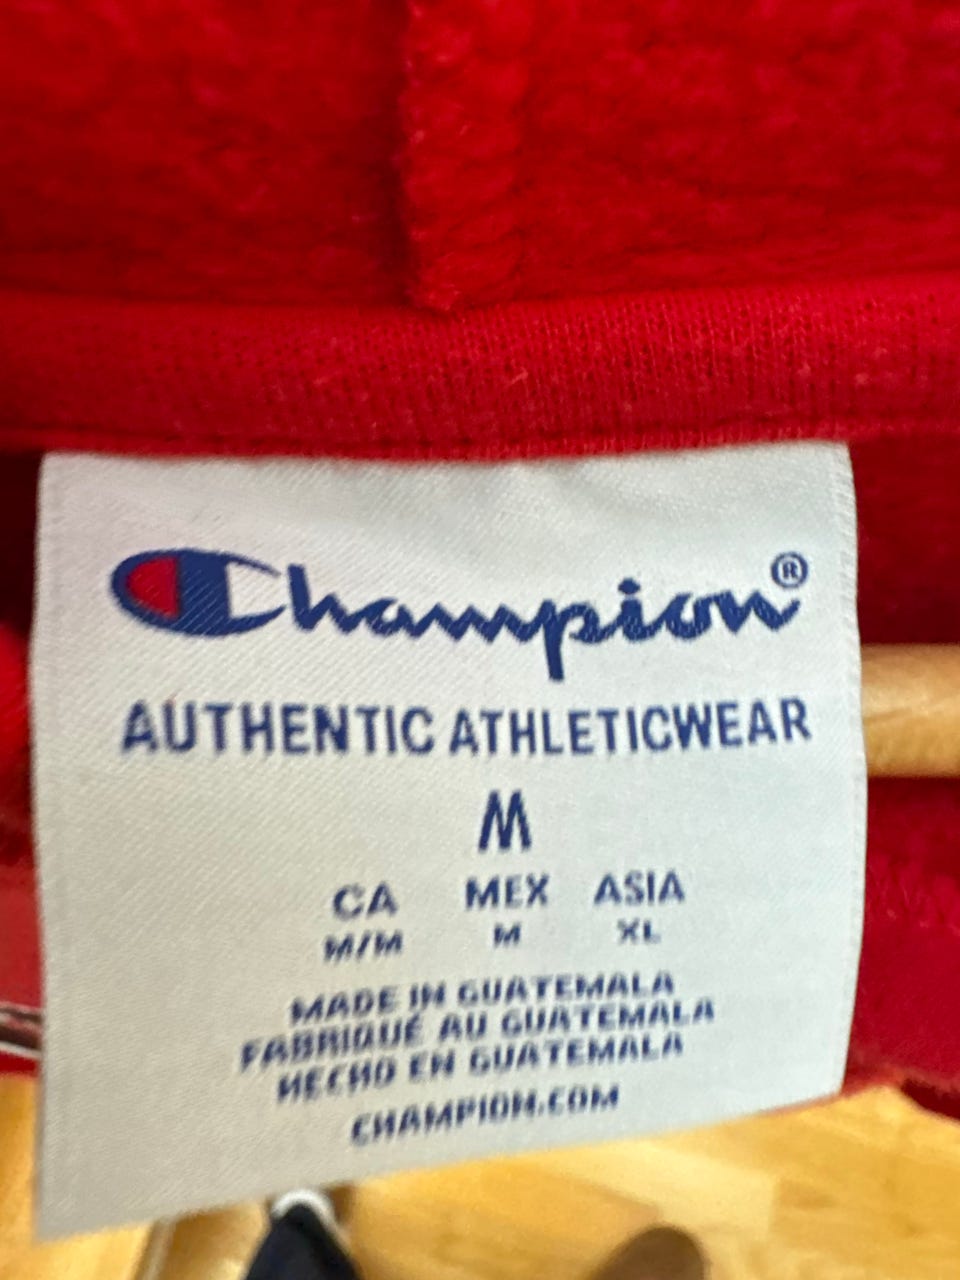 Champion®
AUTHENTIC ATHLETICWEAR
M
CA MEX ASIA
M/M M XL
MADE IN GUATEMALA
FABRIQUÉ AU GUATEMALA
HECHO EN GUATEMALA
CHAMPION.COM